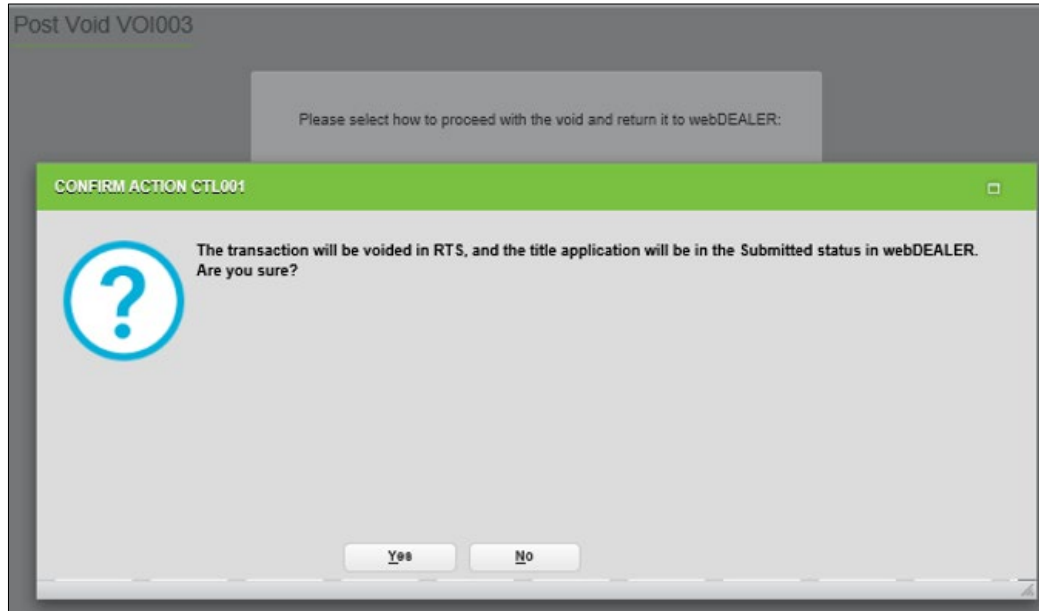 Post Void VOI003
Please select how to proceed with the void and return it to webDEALER:
CONFIRM ACTION CTL001
The transaction will be voided in RTS, and the title application will be in the Submitted status in webDEALER.
Are you sure?
Yes No